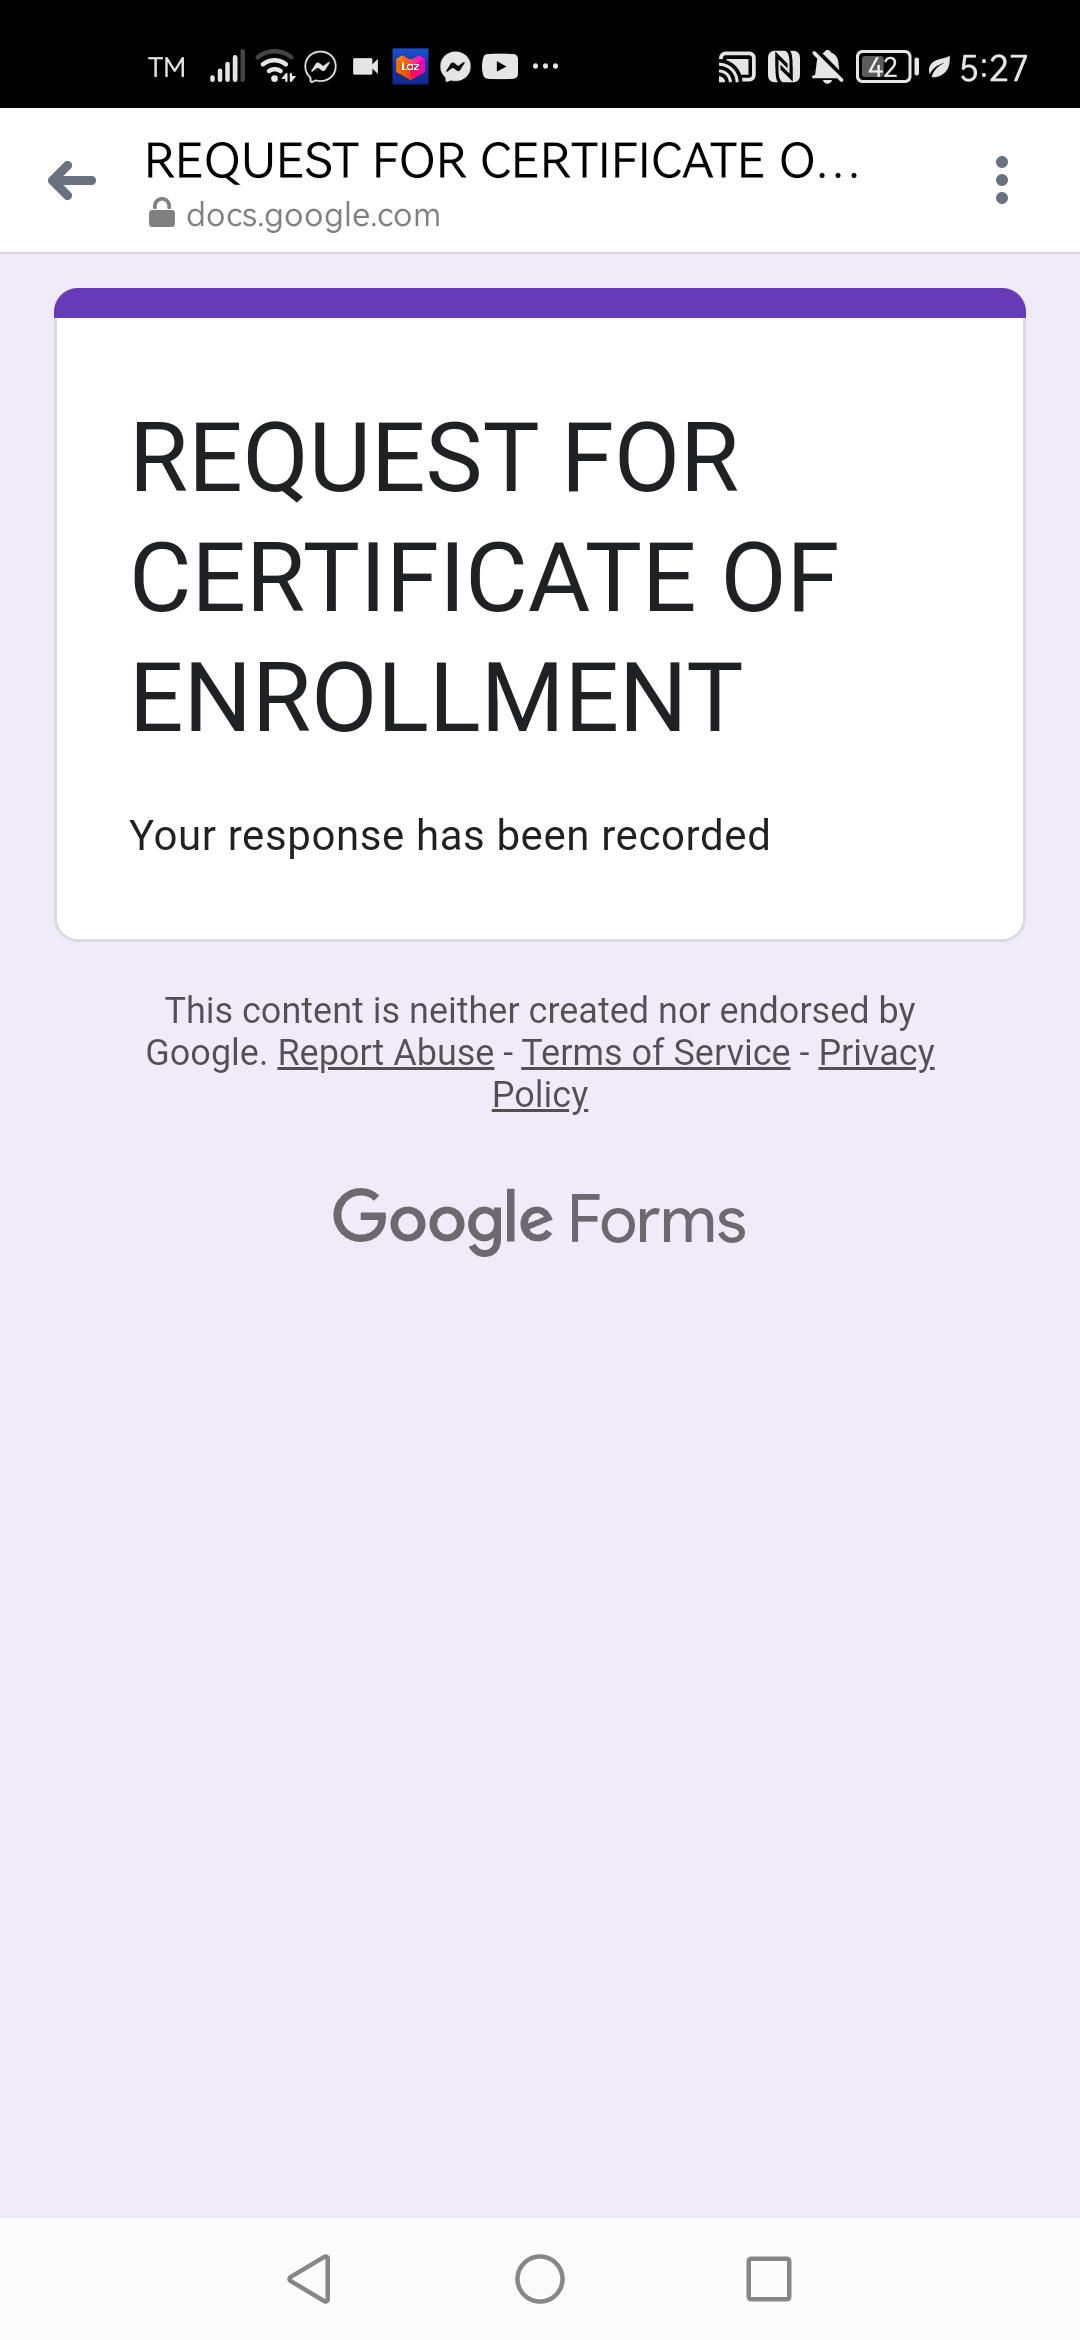 TM Laz 42 5:27
REQUEST FOR CERTIFICATE O...
docs.google.com
REQUEST FOR
CERTIFICATE OF
ENROLLMENT
Your response has been recorded
This content is neither created nor endorsed by
Google. Report Abuse - Terms of Service - Privacy
Policy
Google Forms